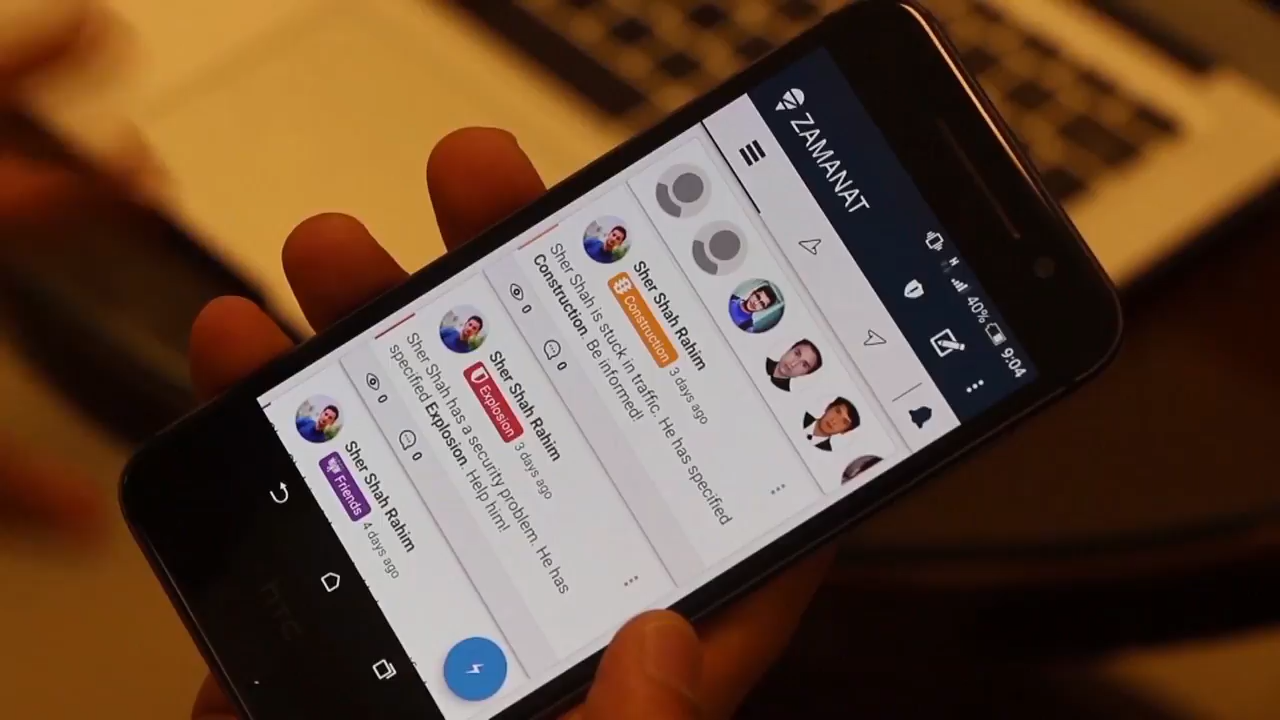 40% 9:04
ZAMANAT
Sher Shah Rahim
Construction 3 days ago
Sher Shah is stuck in traffic. He has specified
Construction. Be informed!
0 0
Sher Shah Rahim
Explosion 3 days ago
Sher Shah has a security problem. He has
specified Explosion. Help him!
0 0
Sher Shah Rahim
Friends 4 days ago
hTC